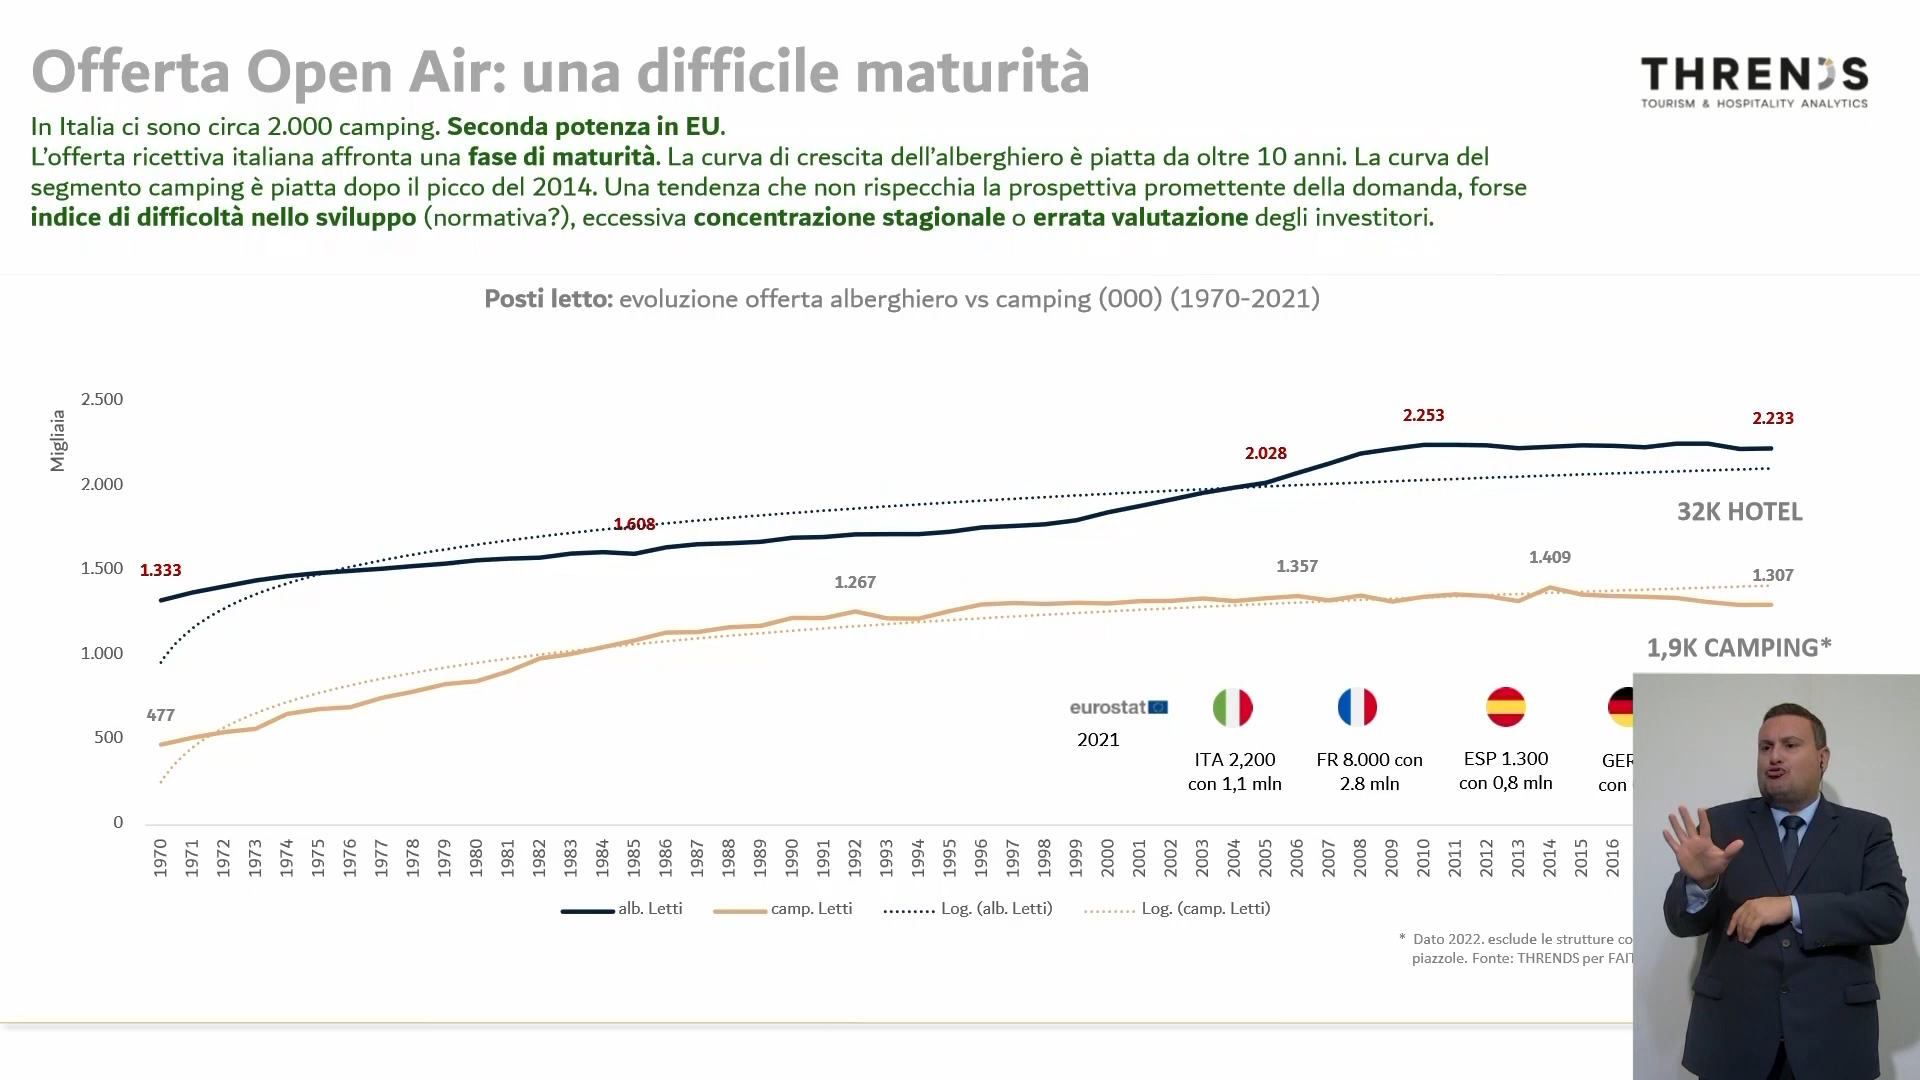 Offerta Open Air: una difficile maturità
THRENDS
TOURISM & HOSPITALITY ANALYTICS
In Italia ci sono circa 2.000 camping. Seconda potenza in EU.
L'offerta ricettiva italiana affronta una fase di maturità. La curva di crescita dell'alberghiero è piatta da oltre 10 anni. La curva del
segmento camping è piatta dopo il picco del 2014. Una tendenza che non rispecchia la prospettiva promettente della domanda, forse
indice di difficoltà nello sviluppo (normativa?), eccessiva concentrazione stagionale o errata valutazione degli investitori.
Posti letto: evoluzione offerta alberghiero vs camping (000) (1970-2021)
Migliaia
2.500
2.000
1.500
1.000
500
0
1.333
1.608
2.028
2.253
2.233
32K HOTEL
477
1.267
1.357
1.409
1.307
1,9K CAMPING*
eurostat
2021
ITA 2,200
con 1,1 mln
FR 8.000 con
2.8 mln
ESP 1.300
con 0,8 mln
GER
con
1970 1971 1972 1973 1974 1975 1976 1977 1978 1979 1980 1981 1982 1983 1984 1985 1986 1987 1988 1989 1990 1991 1992 1993 1994 1995 1996 1997 1998 1999 2000 2001 2002 2003 2004 2005 2006 2007 2008 2009 2010 2011 2012 2013 2014 2015 2016
alb. Letti camp. Letti Log. (alb. Letti) Log. (camp. Letti)
* Dato 2022. esclude le strutture co
piazzole. Fonte: THRENDS per FAIT